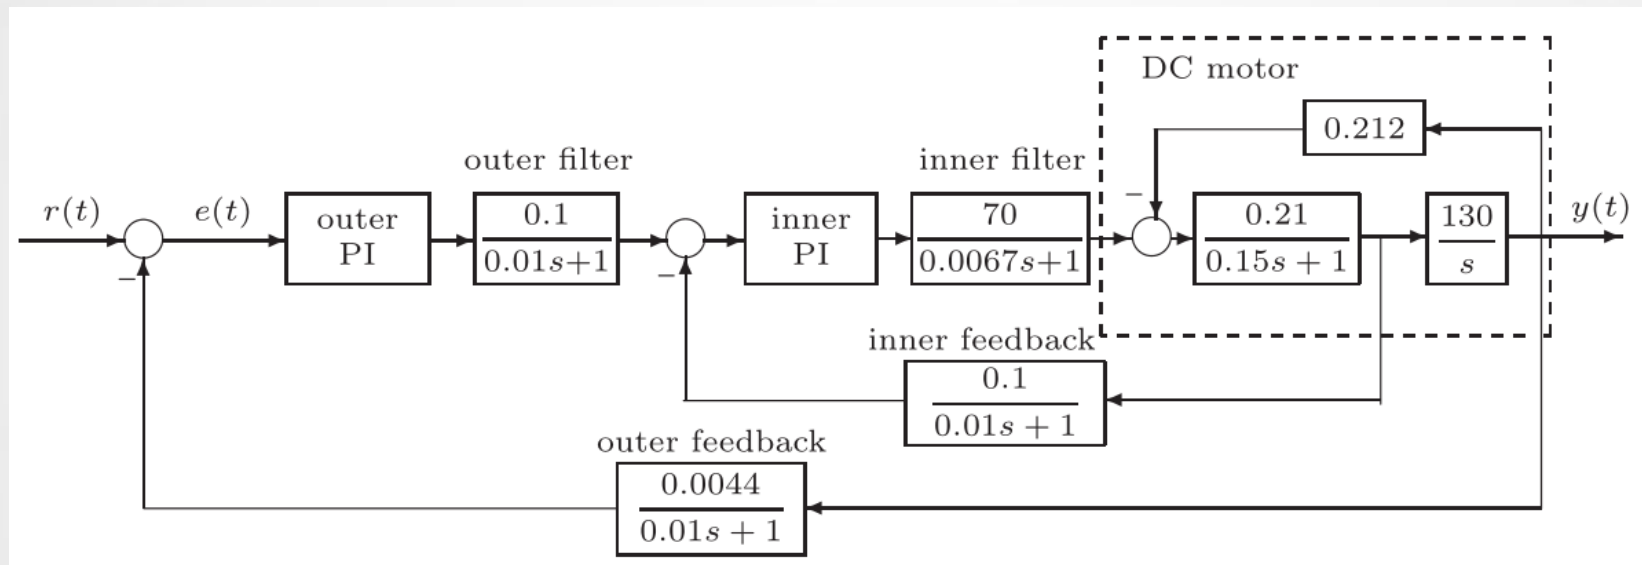 DC motor
0.212
outer filter
inner filter
r(t)
e(t)
outer
PI
0.1
0.01s+1
inner
PI
70
0.0067s+1
−
0.21
0.15s + 1
130
s
y(t)
−
−
inner feedback
0.1
0.01s + 1
outer feedback
0.0044
0.01s + 1